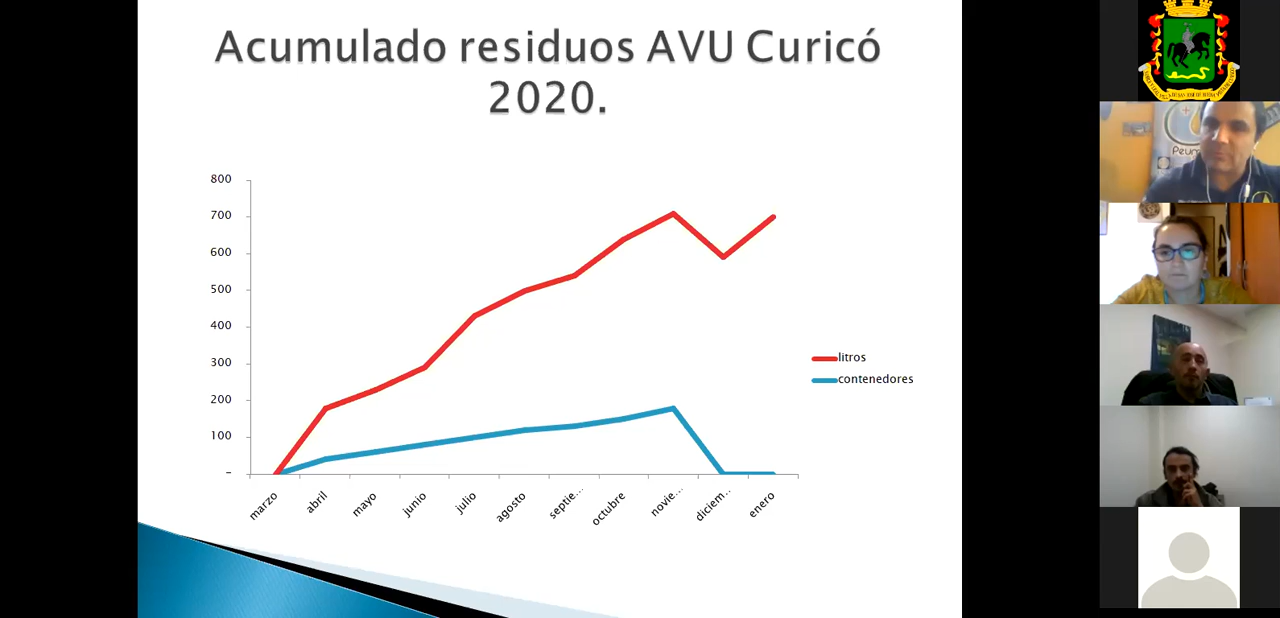 Acumulado residuos AVU Curicó
2020.
800
700
600
500
400
300
200
100
–
litros
contenedores
marzo
abril
mayo
junio
julio
agosto
septie...
octubre
novie...
diciem..
enero
Peum